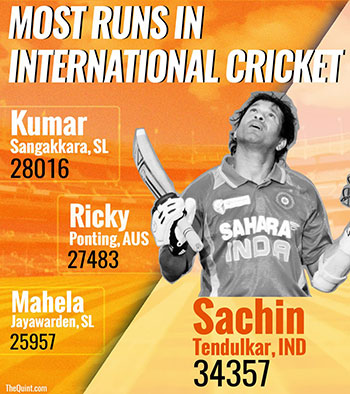 MOST RUNS IN
INTERNATIONAL CRICKET
Kumar
Sangakkara, SL
28016
Ricky
Ponting, AUS
27483
Mahela
Jayawarden, SL
25957
SAHARA
INDIA
Sachin
Tendulkar, IND
34357
TheQuint.com